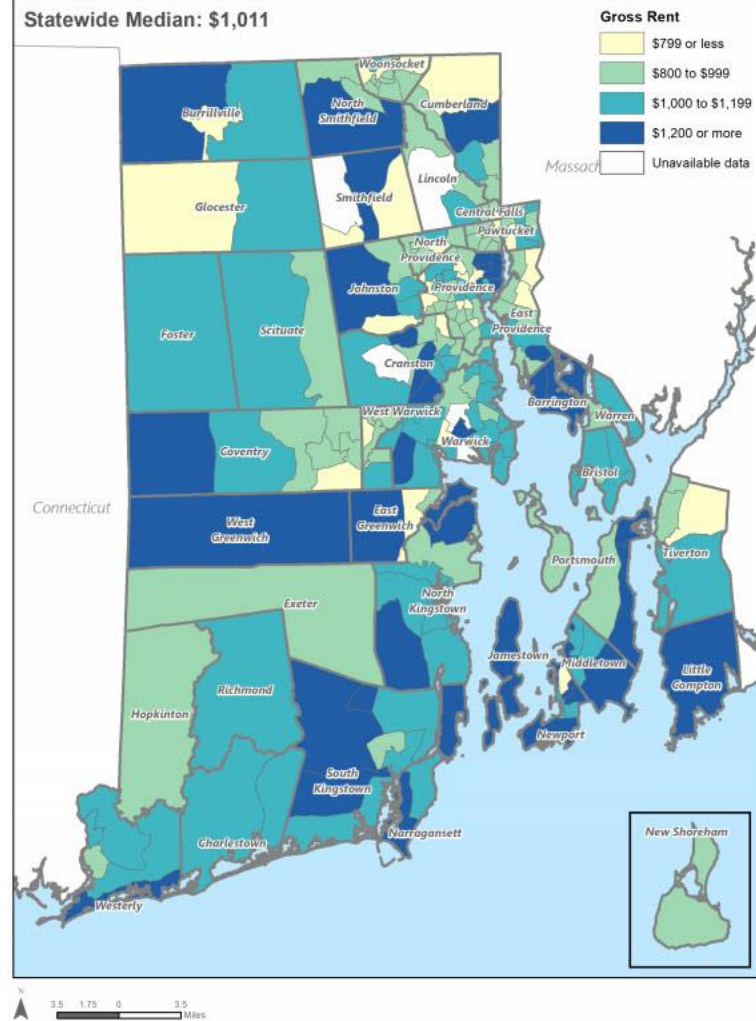 Statewide Median: $1,011
Gross Rent
$799 or less
$800 to $999
$1,000 to $1,199
$1,200 or more
Unavailable data
Woonsocket
Burrillville
North
Smithfield
Cumberland
Massach
Lincoln
Smithfield
Glocester
Central Falls
Pawtucket
North
Providence
Johnston
Providence
East
Providence
Foster
Scituate
Cranston
Barrington
Warren
West Warwick
Warwick
Coventry
Bristol
Connecticut
West
Greenwich
East
Greenwich
Tiverton
Portsmouth
Exeter
North
Kingstown
Jamestown
Middletown
Little
Compton
Richmond
Hopkinton
Newport
South
Kingstown
Charlestown
Narragansett
New Shoreham
Westerly
N
3.5 1.75 0 3.5
Miles